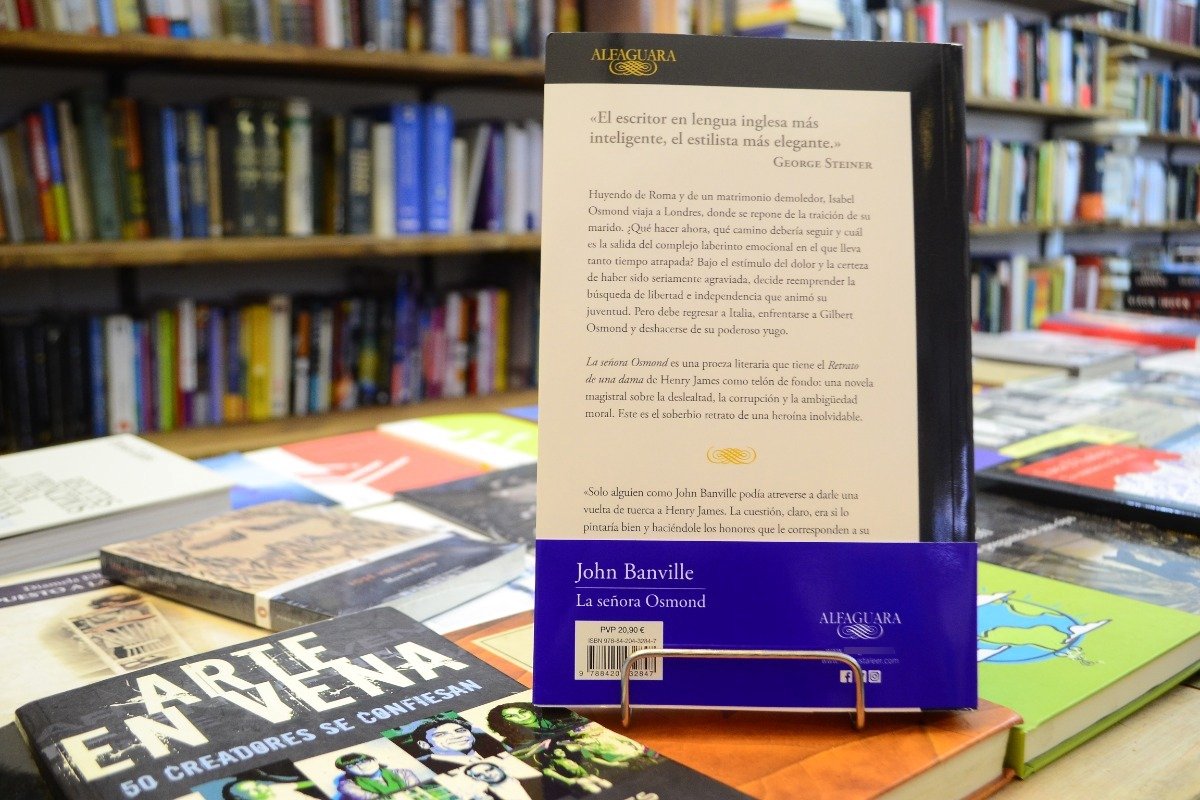 ALFAGUARA
«El escritor en lengua inglesa más
inteligente, el estilista más elegante.»
GEORGE STEINER
Huyendo de Roma y de un matrimonio demoledor, Isabel
Osmond viaja a Londres, donde se repone de la traición de su
marido. ¿Qué hacer ahora, qué camino debería seguir y cuál
es la salida del complejo laberinto emocional en el que lleva
tanto tiempo atrapada? Bajo el estímulo del dolor y la certeza
de haber sido seriamente agraviada, decide reemprender la
búsqueda de libertad e independencia que animó su
juventud. Pero debe regresar a Italia, enfrentarse a Gilbert
Osmond y deshacerse de su poderoso yugo.
La señora Osmond es una proeza literaria que tiene el Retrato
de una dama de Henry James como telón de fondo: una novela
magistral sobre la deslealtad, la corrupción y la ambigüedad
moral. Este es el soberbio retrato de una heroína inolvidable.
«Solo alguien como John Banville podía atreverse a darle una
vuelta de tuerca a Henry James. La cuestión, claro, era si lo
pintaría bien y haciéndole los honores que le corresponden a su
John Banville
La señora Osmond
PVP 20,90 €
ISBN 978-84-204-3284-7
ALFAGUARA
ARTE
EN VENA
50 CREADORES SE CONFIESAN